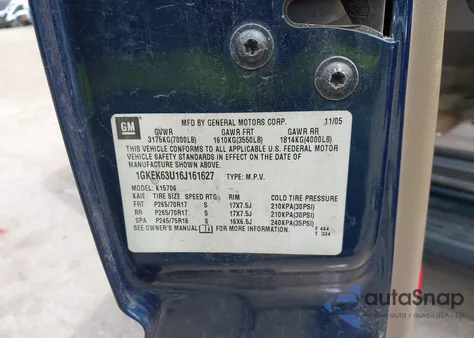 GM
MFD BY GENERAL MOTORS CORP. 11/05
GVWR GAWR FRT GAWR RR
3175KG(7000LB) 1610KG(3550LB) 1814KG(4000LB)
THIS VEHICLE CONFORMS TO ALL APPLICABLE
U.S. FEDERAL MOTOR VEHICLE SAFETY
STANDARDS IN EFFECT ON THE DATE OF
MANUFACTURE SHOWN ABOVE.
1GKEK63U16J161627 TYPE: M.P.V.
MODEL: K15706
TIRE SIZE SPEED RTG RIM COLD TIRE PRESSURE
FRT P265/70R17 S 17X7.5J 210KPA(30PSI)
RR P265/70R17 S 17X7.5J 210KPA(30PSI)
SPA P245/75R16 S 16X6.5J 240KPA(35PSI)
SEE OWNER'S MANUAL FOR MORE INFORMATION
F 464
T 334
autoSnap